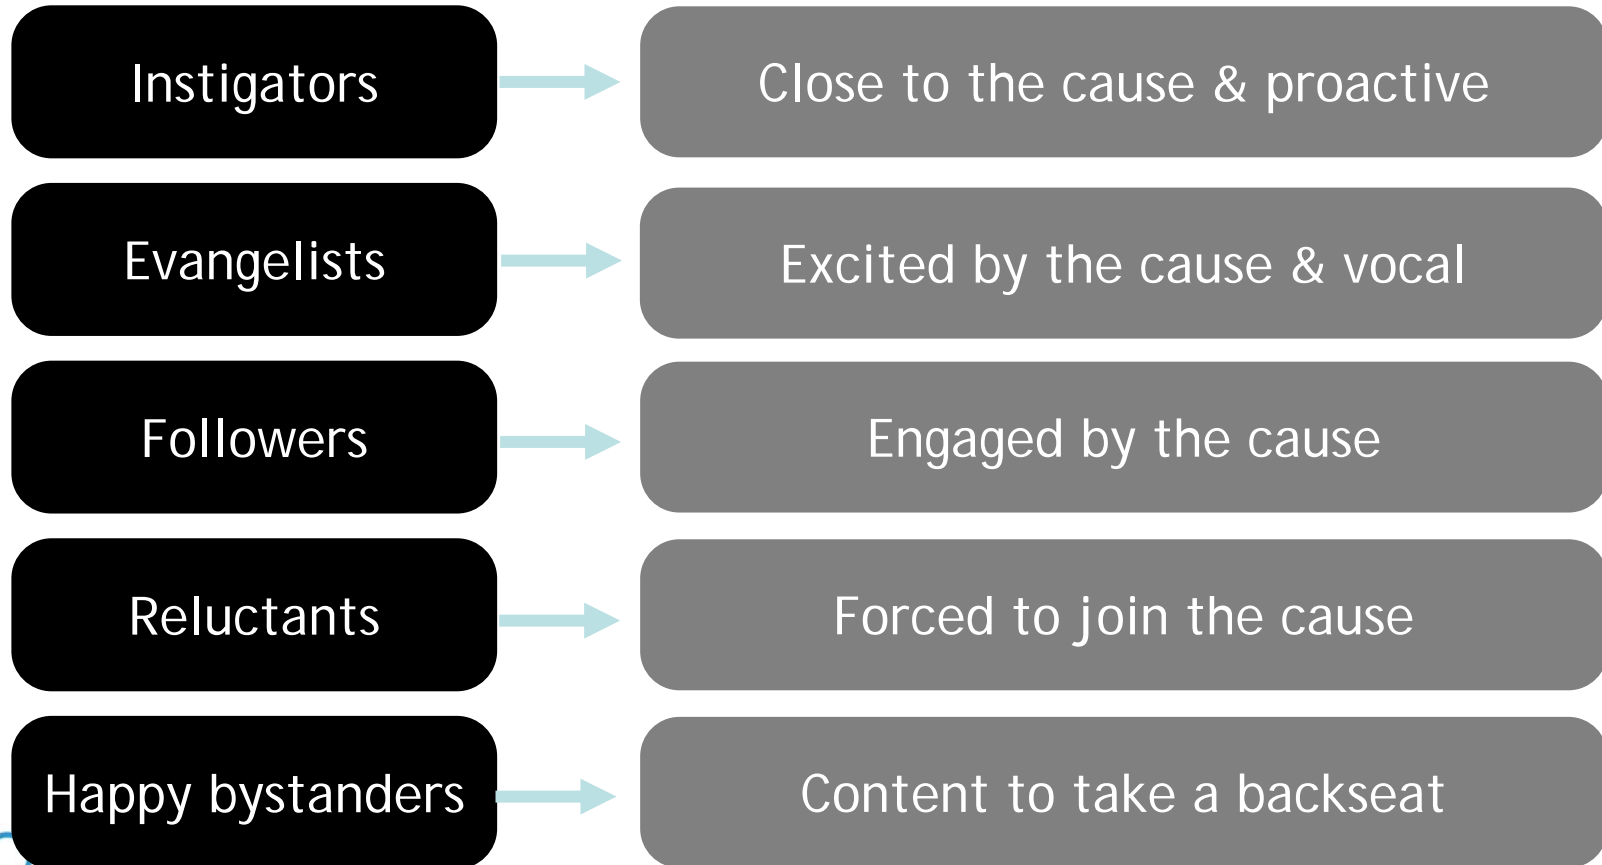 Instigators
Close to the cause & proactive
Evangelists
Excited by the cause & vocal
Followers
Engaged by the cause
Reluctants
Forced to join the cause
Happy bystanders
Content to take a backseat